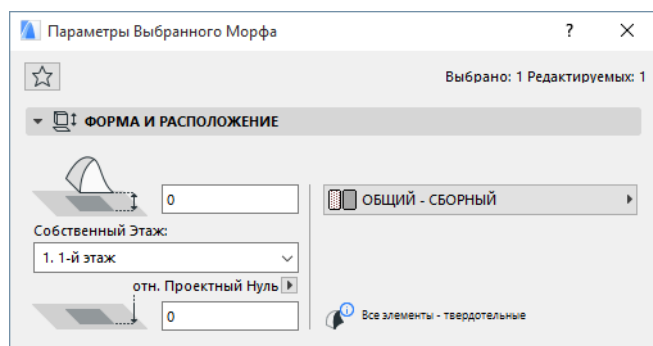 Параметры Выбранного Морфа ?
Выбрано: 1 Редактируемых: 1
ФОРМА И РАСПОЛОЖЕНИЕ
0
ОБЩИЙ - СБОРНЫЙ
Собственный Этаж:
1. 1-й этаж
отн. Проектный Нуль
0
Все элементы - твердотельные